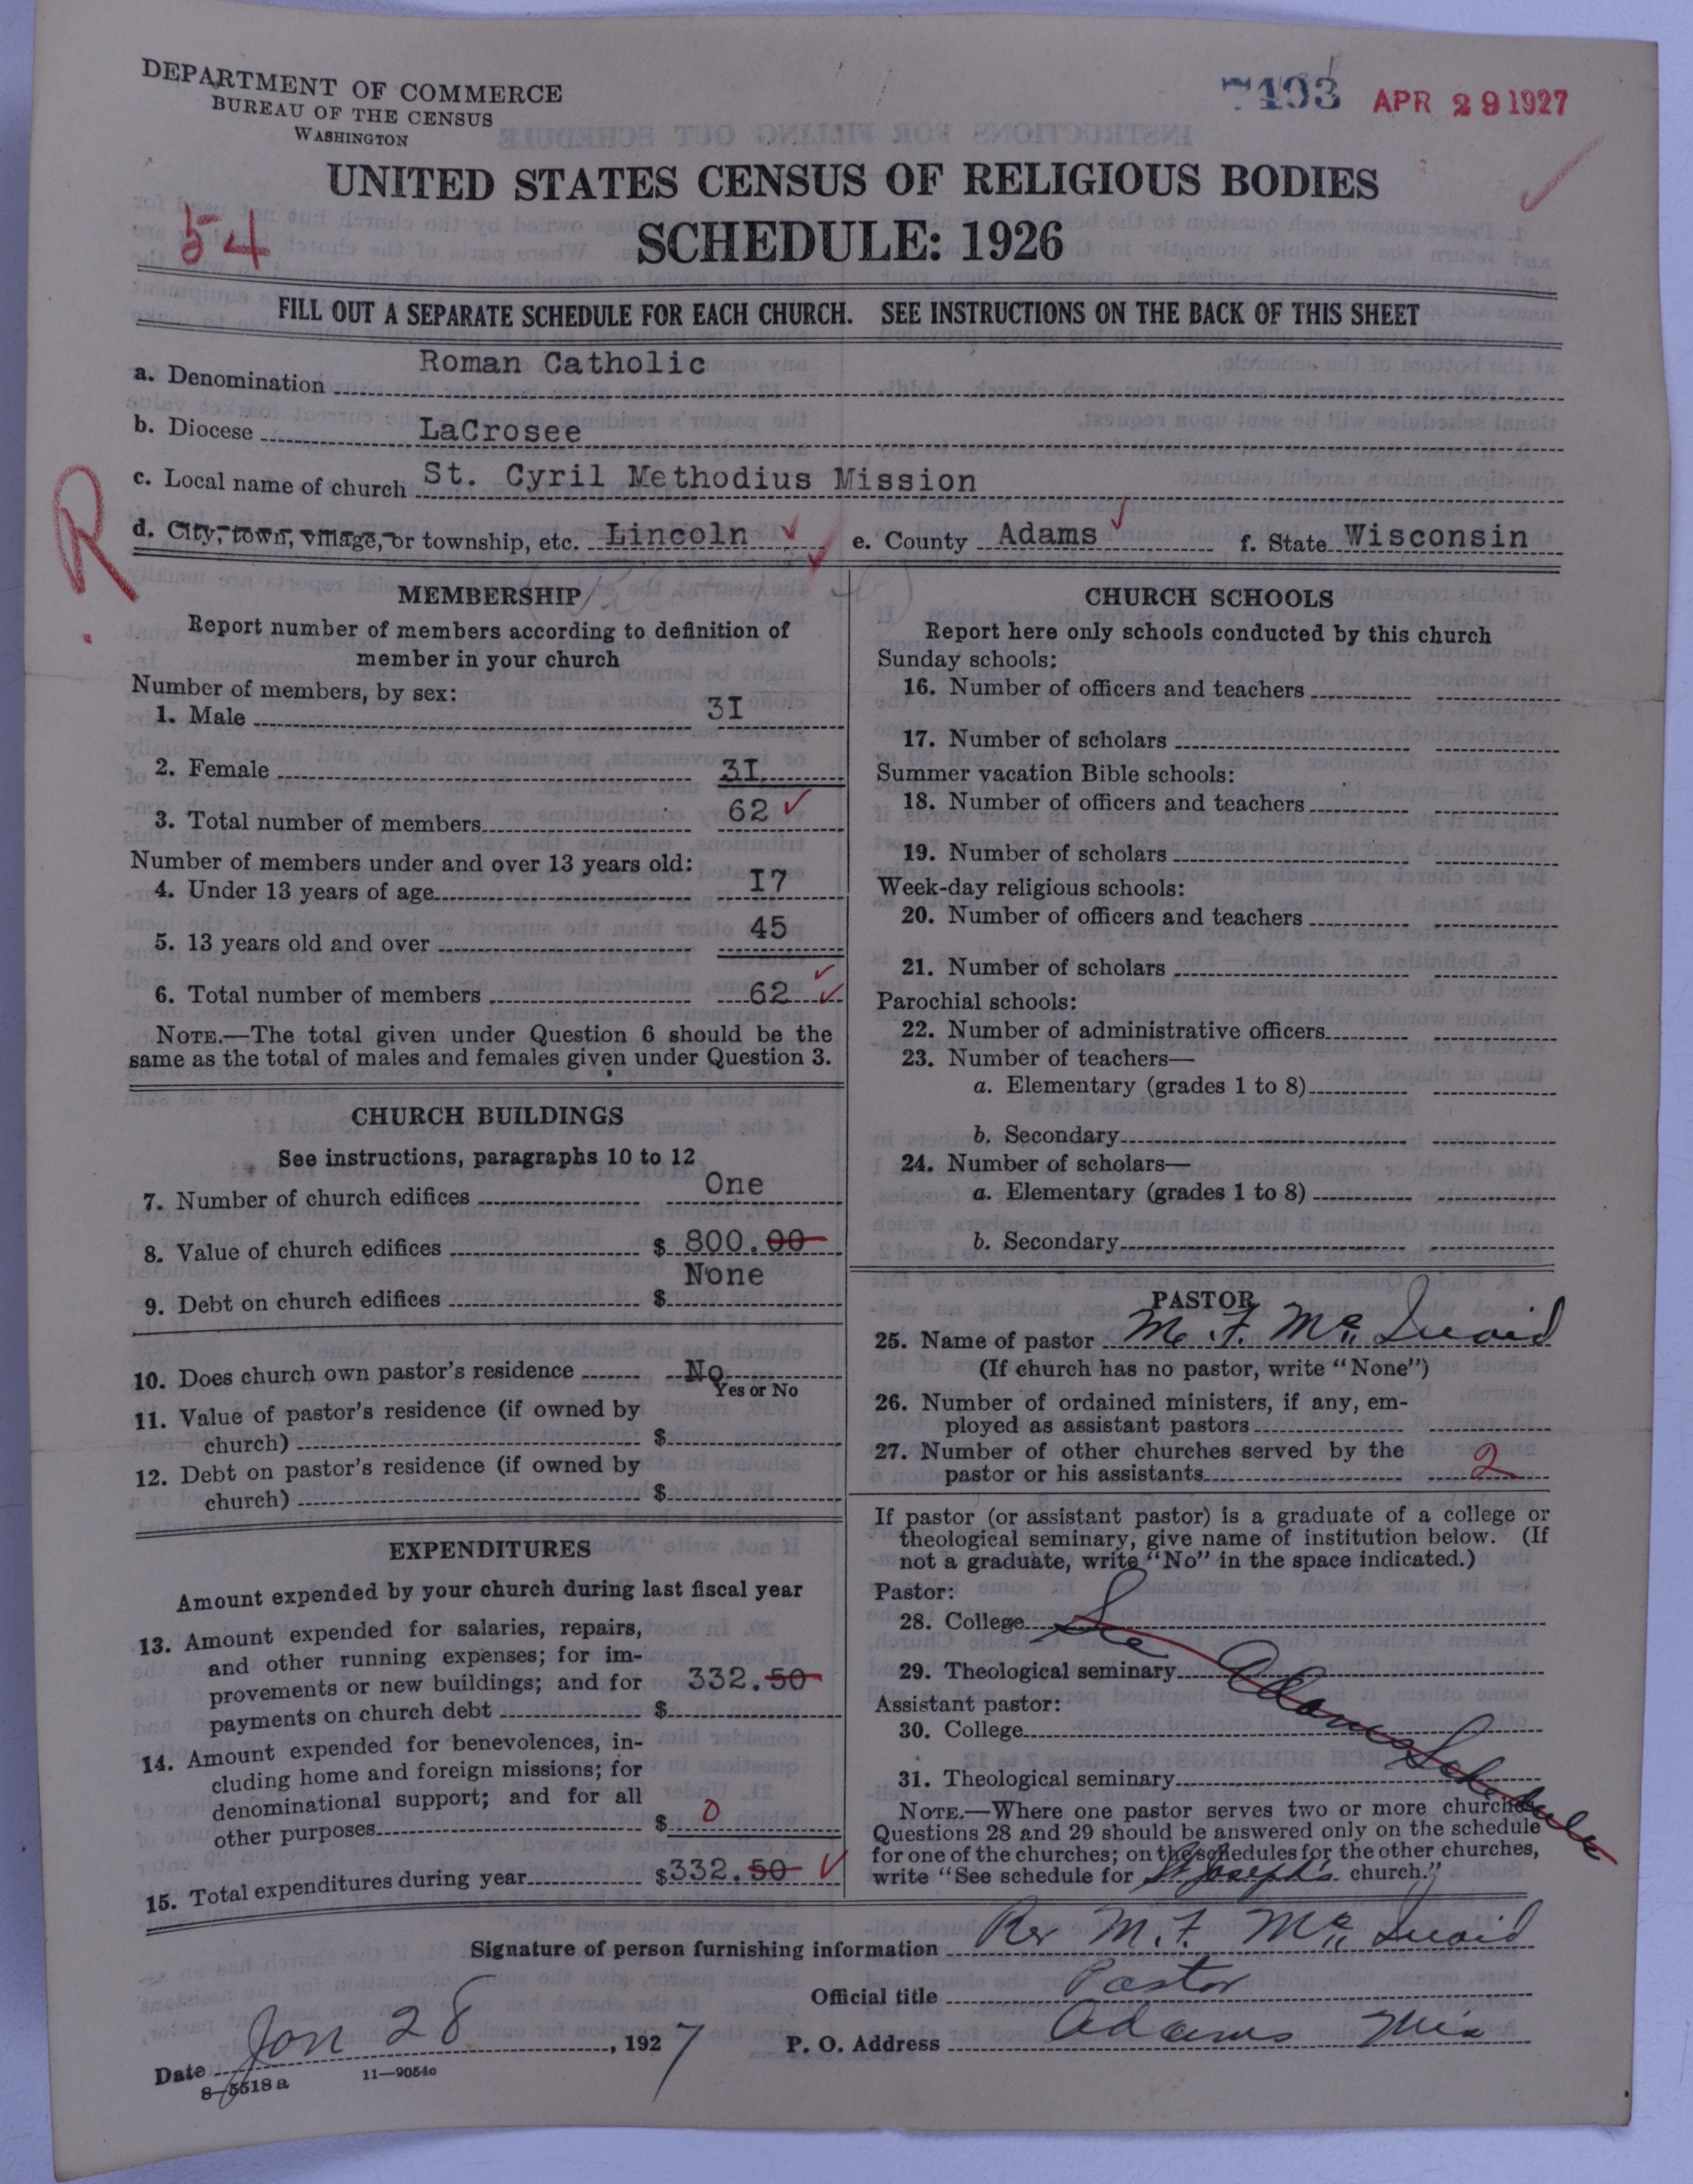 DEPARTMENT OF COMMERCE
BUREAU OF THE CENSUS
WASHINGTON
7493 APR 29 1927
UNITED STATES CENSUS OF RELIGIOUS BODIES
54
SCHEDULE: 1926
FILL OUT A SEPARATE SCHEDULE FOR EACH CHURCH. SEE INSTRUCTIONS ON THE BACK OF THIS SHEET
a. Denomination Roman Catholic
b. Diocese LaCrosee
c. Local name of church St. Cyril Methodius Mission
R
d. City, town, village, or township, etc. Lincoln e. County Adams f. State Wisconsin
MEMBERSHIP
Report number of members according to definition of
member in your church
Number of members, by sex:
1. Male 3I
2. Female 3I
3. Total number of members 62
Number of members under and over 13 years old:
4. Under 13 years of age I7
5. 13 years old and over 45
6. Total number of members 62
NOTE.—The total given under Question 6 should be the
same as the total of males and females given under Question 3.
CHURCH BUILDINGS
See instructions, paragraphs 10 to 12
7. Number of church edifices One
8. Value of church edifices $ 800.00
9. Debt on church edifices $ None
10. Does church own pastor's residence No
Yes or No
11. Value of pastor's residence (if owned by
church) $
12. Debt on pastor's residence (if owned by
church) $
EXPENDITURES
Amount expended by your church during last fiscal year
13. Amount expended for salaries, repairs,
and other running expenses; for im-
provements or new buildings; and for
payments on church debt $ 332.50
14. Amount expended for benevolences, in-
cluding home and foreign missions; for
denominational support; and for all
other purposes $ 0
15. Total expenditures during year $332.50
CHURCH SCHOOLS
Report here only schools conducted by this church
Sunday schools:
16. Number of officers and teachers
17. Number of scholars
Summer vacation Bible schools:
18. Number of officers and teachers
19. Number of scholars
Week-day religious schools:
20. Number of officers and teachers
21. Number of scholars
Parochial schools:
22. Number of administrative officers
23. Number of teachers—
a. Elementary (grades 1 to 8)
b. Secondary
24. Number of scholars—
a. Elementary (grades 1 to 8)
b. Secondary
PASTOR
25. Name of pastor M. F. McQuaid
(If church has no pastor, write "None")
26. Number of ordained ministers, if any, em-
ployed as assistant pastors
27. Number of other churches served by the
pastor or his assistants 2
If pastor (or assistant pastor) is a graduate of a college or
theological seminary, give name of institution below. (If
not a graduate, write "No" in the space indicated.)
Pastor:
28. College See
29. Theological seminary Adams
Assistant pastor:
30. College
Schedule
31. Theological seminary
NOTE.—Where one pastor serves two or more churches
Questions 28 and 29 should be answered only on the schedule
for one of the churches; on the schedules for the other churches,
write "See schedule for St Joseph's church."
Signature of person furnishing information Rev M. F. McQuaid
Official title Pastor
Date Jan 28, 1927 P. O. Address Adams Wis
8-5518 a 11-9054c